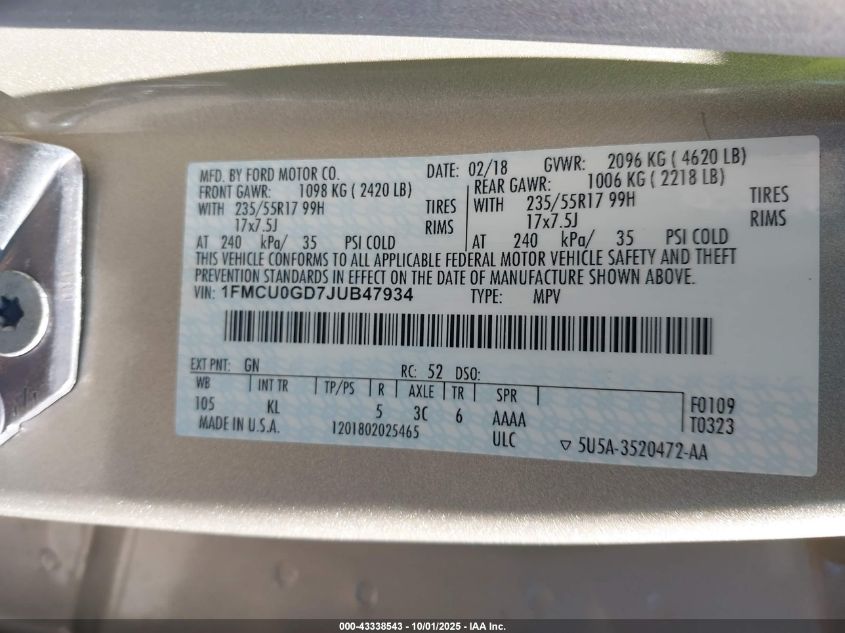 MFD. BY FORD MOTOR CO. DATE: 02/18 GVWR: 2096 KG ( 4620 LB)
FRONT GAWR: 1098 KG ( 2420 LB) REAR GAWR: 1006 KG ( 2218 LB)
WITH 235/55R17 99H TIRES WITH 235/55R17 99H TIRES
17x7.5J RIMS 17x7.5J RIMS
AT 240 kPa/ 35 PSI COLD AT 240 kPa/ 35 PSI COLD
THIS VEHICLE CONFORMS TO ALL APPLICABLE FEDERAL MOTOR VEHICLE SAFETY AND THEFT
PREVENTION STANDARDS IN EFFECT ON THE DATE OF MANUFACTURE SHOWN ABOVE.
VIN: 1FMCU0GD7JUB47934 TYPE: MPV
EXT PNT: GN RC: 52 DSO:
WB INT TR TP/PS R AXLE TR SPR
105 KL 5 3C 6 AAAA F0109
MADE IN U.S.A. 1201802025465 ULC T0323
▽ 5U5A-3520472-AA
000-43338543 - 10/01/2025 - IAA Inc.